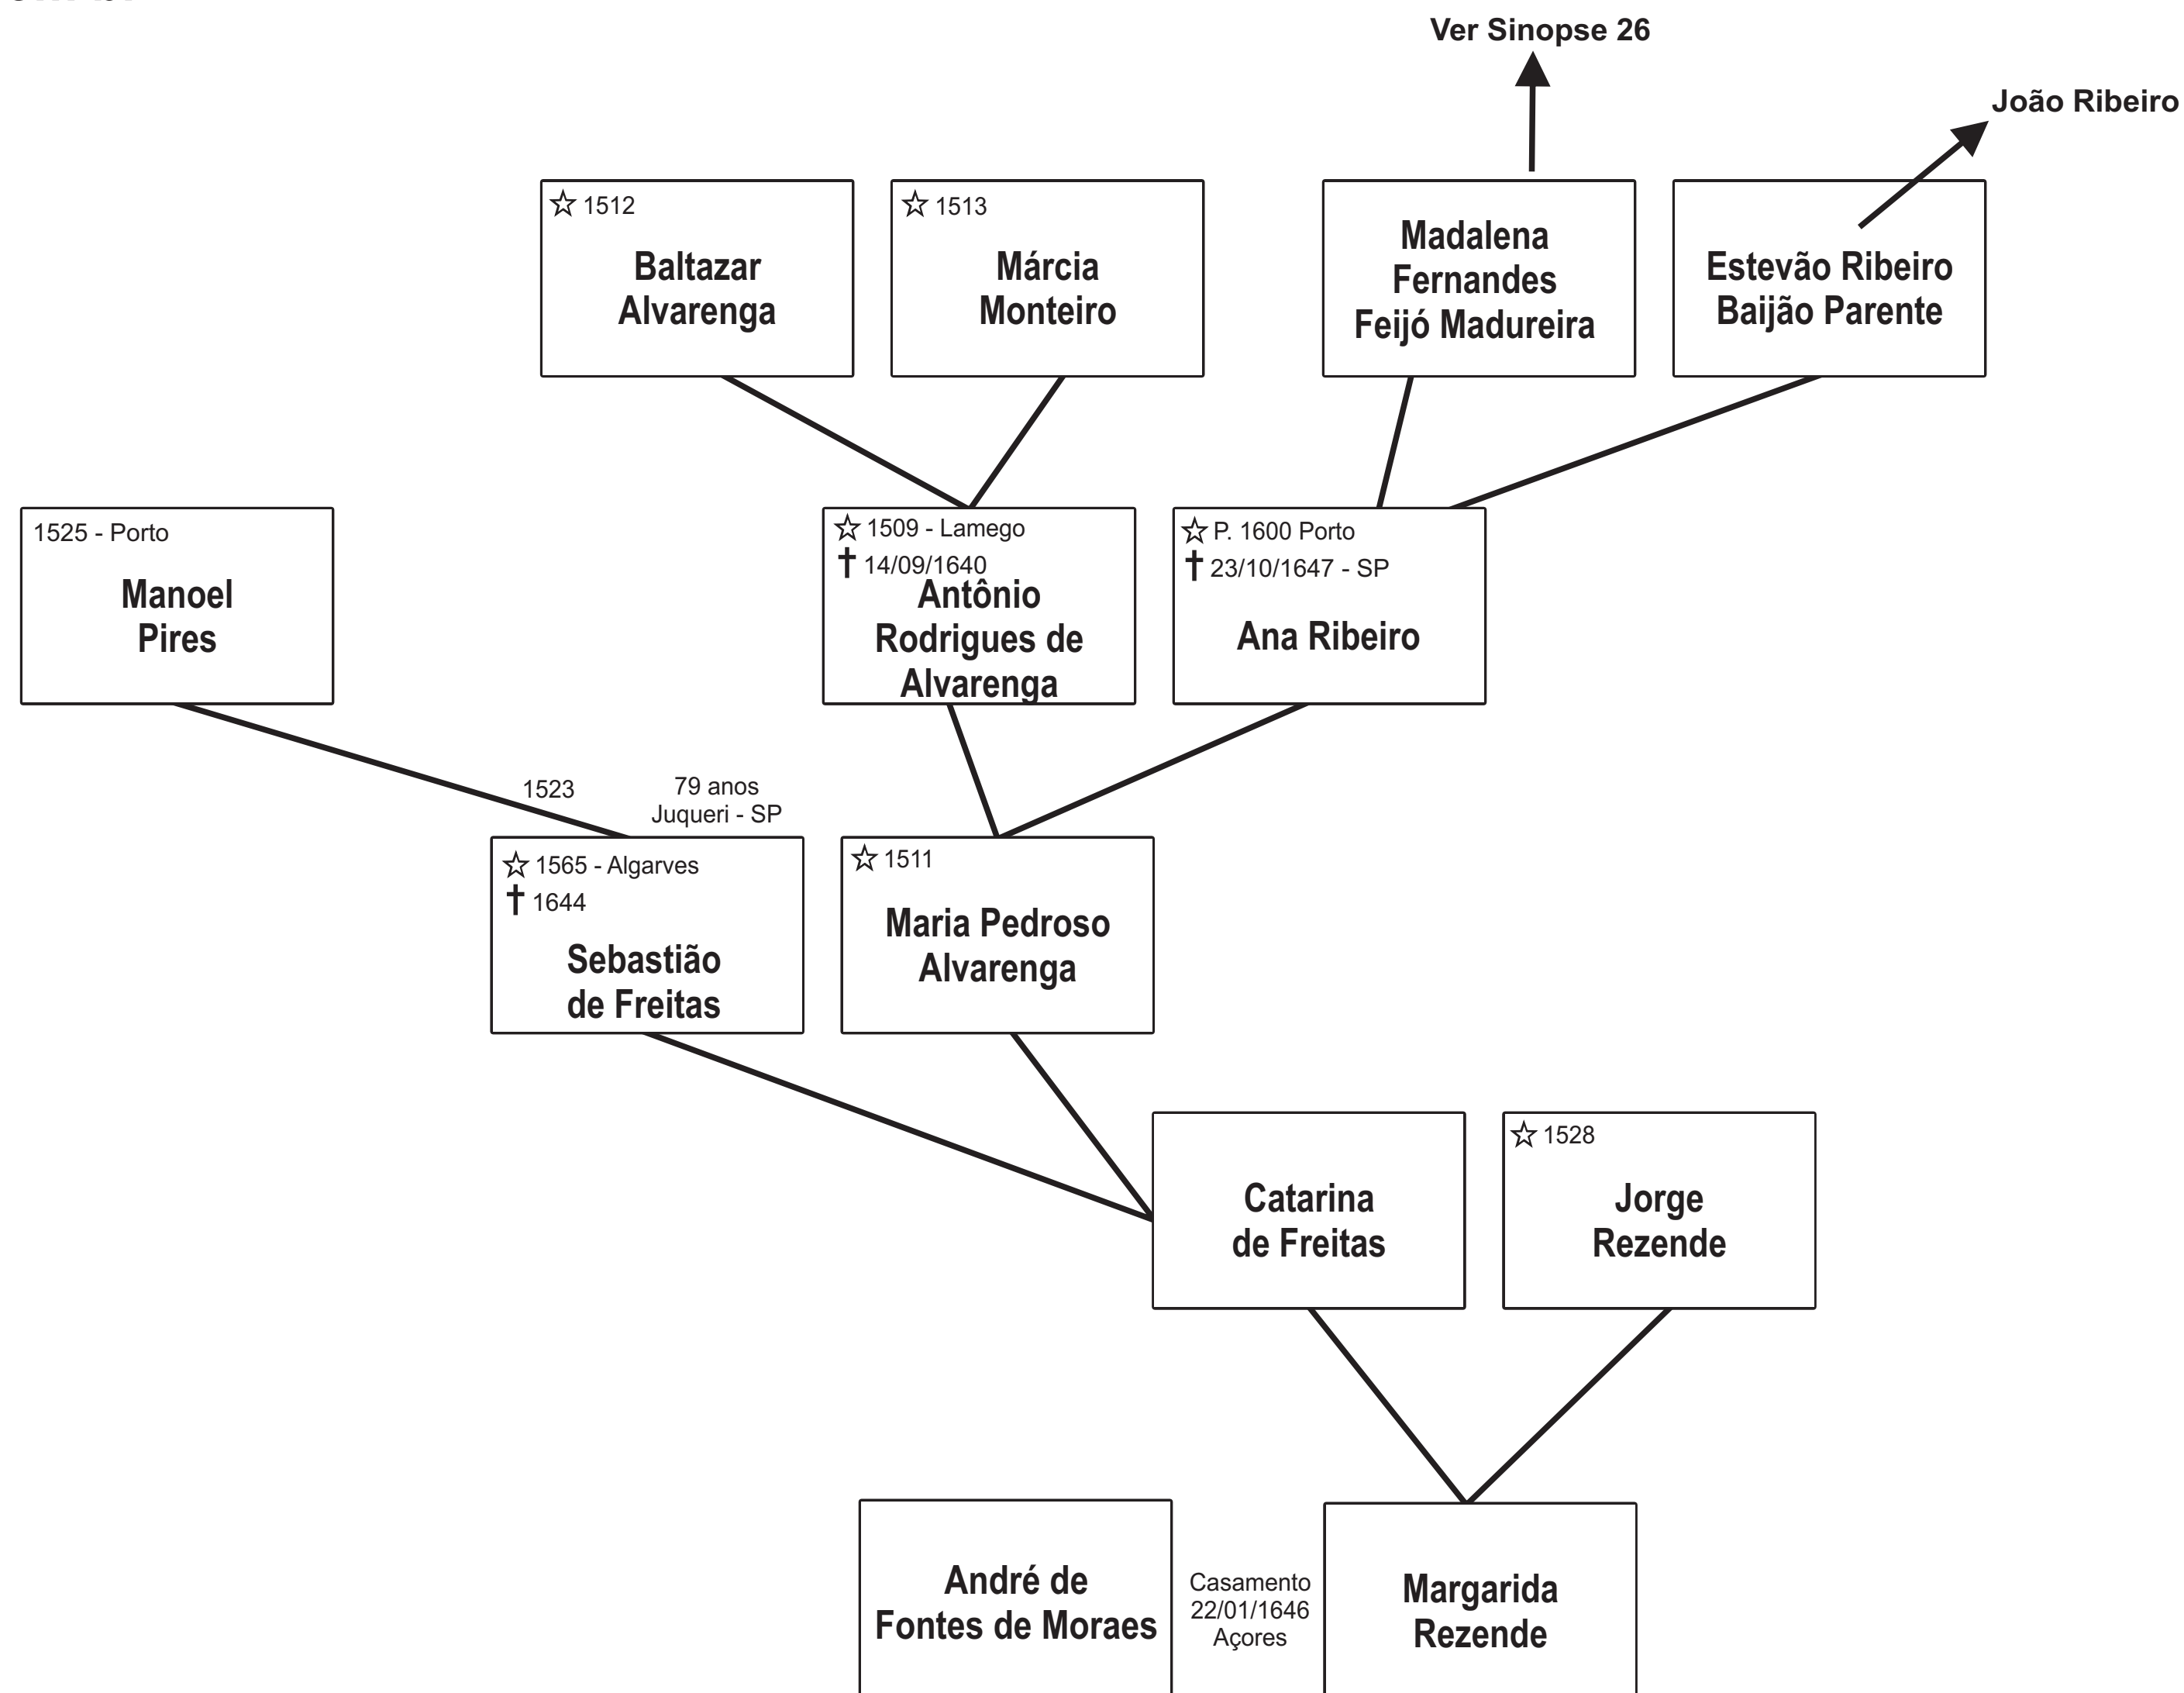 Ver Sinopse 26
João Ribeiro
☆ 1512
Baltazar
Alvarenga
☆ 1513
Márcia
Monteiro
Madalena
Fernandes
Feijó Madureira
Estevão Ribeiro
Baijão Parente
1525 - Porto
Manoel
Pires
☆ 1509 - Lamego
✝ 14/09/1640
Antônio
Rodrigues de
Alvarenga
☆ P. 1600 Porto
✝ 23/10/1647 - SP
Ana Ribeiro
1523
79 anos
Juqueri - SP
☆ 1565 - Algarves
✝ 1644
Sebastião
de Freitas
☆ 1511
Maria Pedroso
Alvarenga
Catarina
de Freitas
☆ 1528
Jorge
Rezende
André de
Fontes de Moraes
Casamento
22/01/1646
Açores
Margarida
Rezende